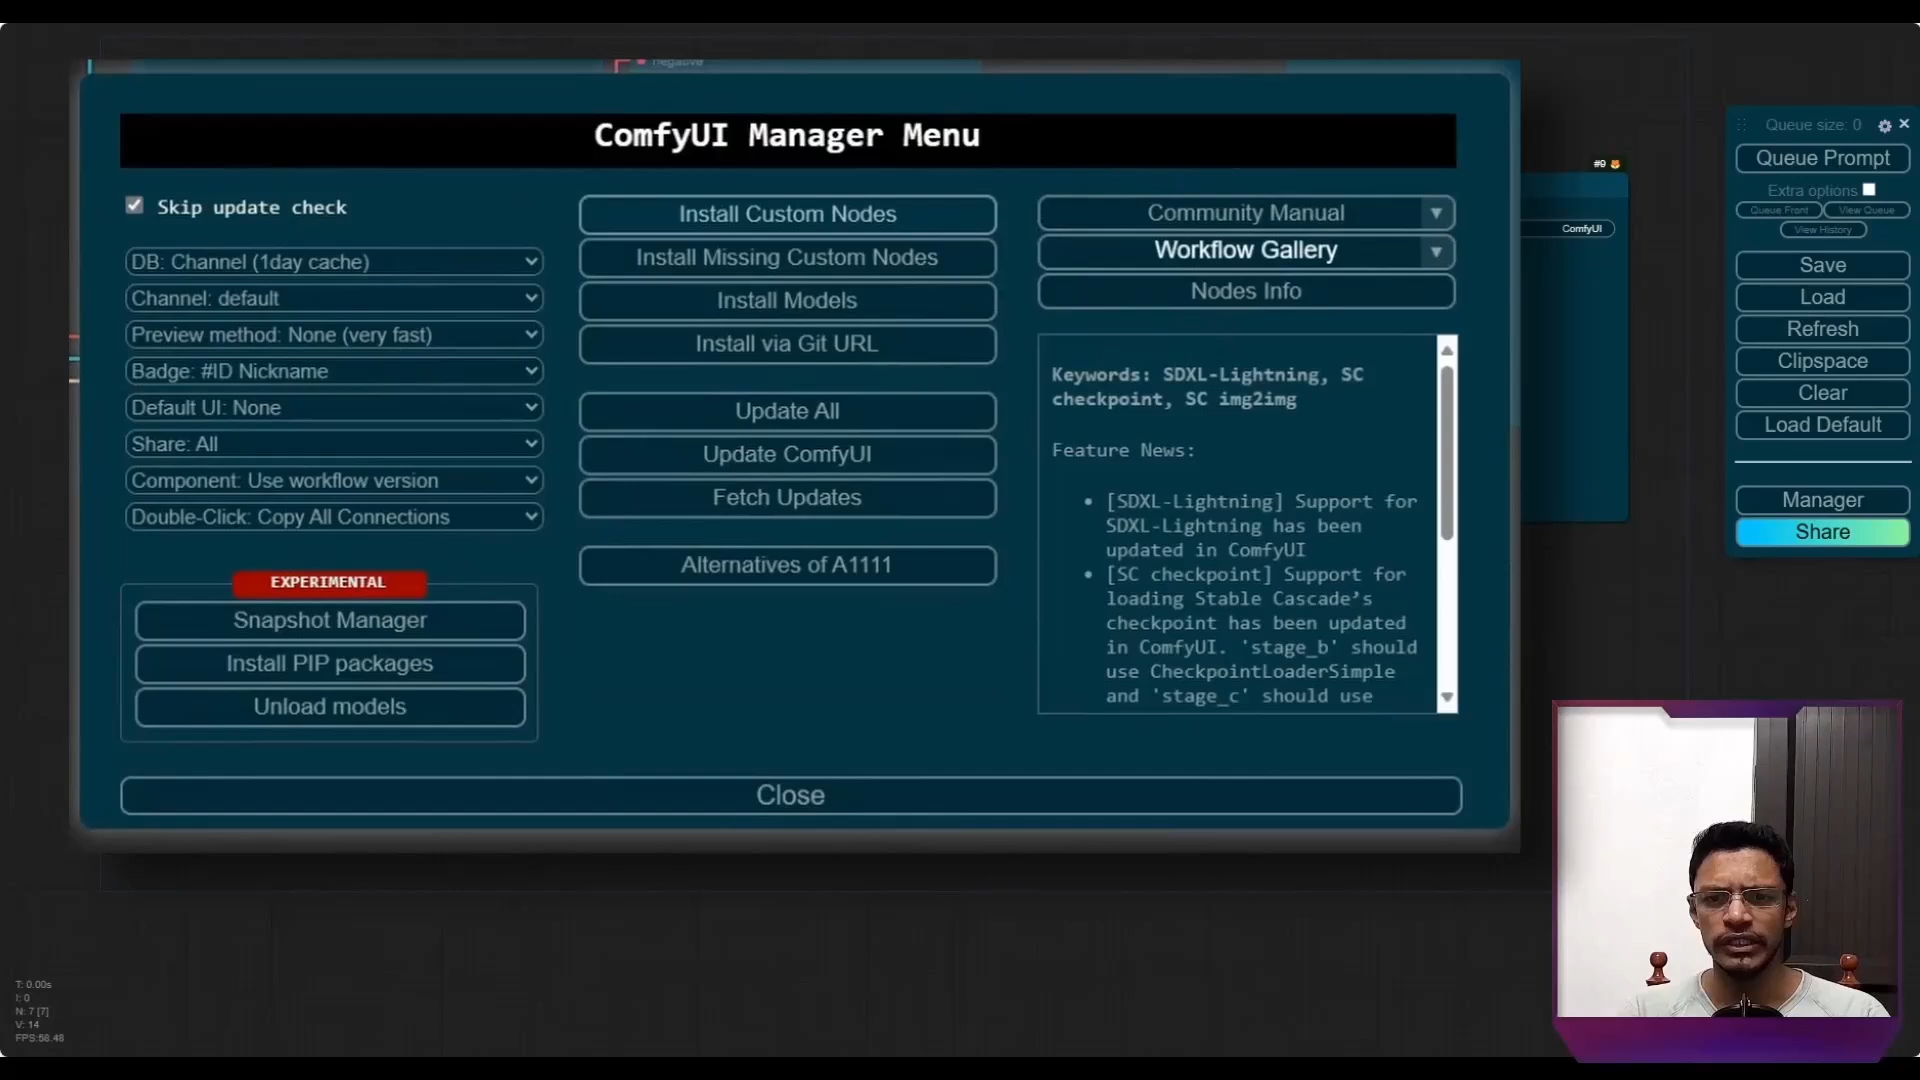 negative
ComfyUI Manager Menu
Skip update check
DB: Channel (1day cache)
Channel: default
Preview method: None (very fast)
Badge: #ID Nickname
Default UI: None
Share: All
Component: Use workflow version
Double-Click: Copy All Connections
EXPERIMENTAL
Snapshot Manager
Install PIP packages
Unload models
Install Custom Nodes
Install Missing Custom Nodes
Install Models
Install via Git URL
Update All
Update ComfyUI
Fetch Updates
Alternatives of A1111
Community Manual
Workflow Gallery
Nodes Info
Keywords: SDXL-Lightning, SC
checkpoint, SC img2img
Feature News:
• [SDXL-Lightning] Support for
SDXL-Lightning has been
updated in ComfyUI
• [SC checkpoint] Support for
loading Stable Cascade’s
checkpoint has been updated
in ComfyUI. 'stage_b' should
use CheckpointLoaderSimple
and 'stage_c' should use
Close
#9
ComfyUI
Queue size: 0
Queue Prompt
Extra options
Queue Front
View Queue
View History
Save
Load
Refresh
Clipspace
Clear
Load Default
Manager
Share
T: 0.00s
I: 0
N: 7 [7]
V: 14
FPS:58.48